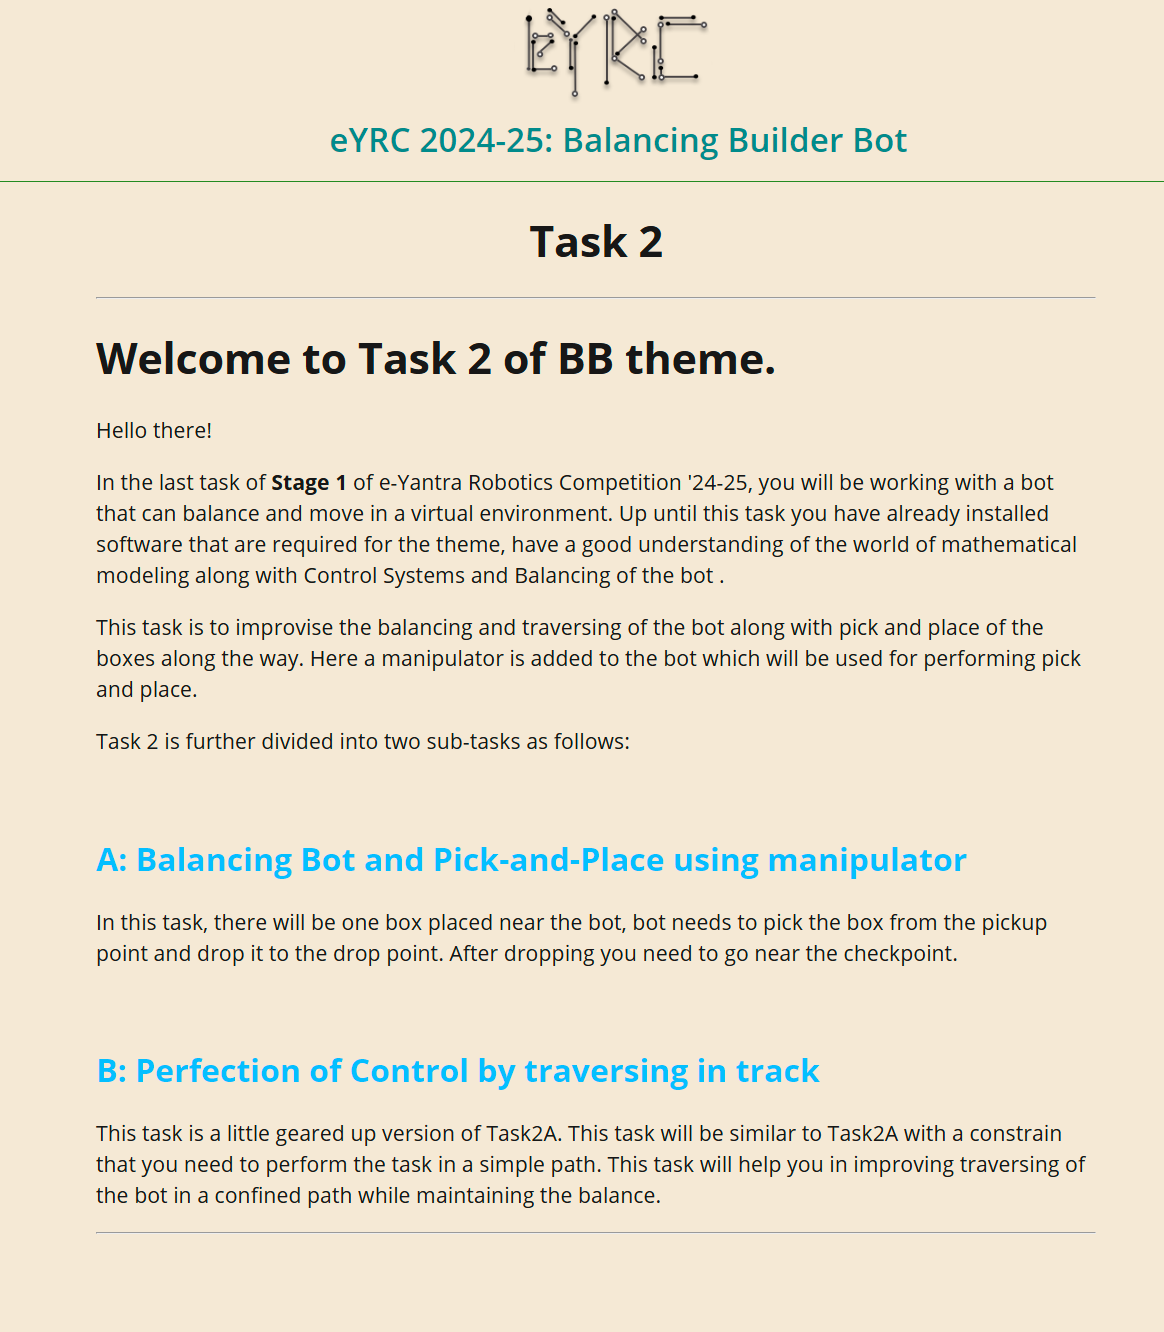 eYRC
eYRC 2024-25: Balancing Builder Bot
Task 2
Welcome to Task 2 of BB theme.
Hello there!
In the last task of Stage 1 of e-Yantra Robotics Competition '24-25, you will be working with a bot
that can balance and move in a virtual environment. Up until this task you have already installed
software that are required for the theme, have a good understanding of the world of mathematical
modeling along with Control Systems and Balancing of the bot .
This task is to improvise the balancing and traversing of the bot along with pick and place of the
boxes along the way. Here a manipulator is added to the bot which will be used for performing pick
and place.
Task 2 is further divided into two sub-tasks as follows:
A: Balancing Bot and Pick-and-Place using manipulator
In this task, there will be one box placed near the bot, bot needs to pick the box from the pickup
point and drop it to the drop point. After dropping you need to go near the checkpoint.
B: Perfection of Control by traversing in track
This task is a little geared up version of Task2A. This task will be similar to Task2A with a constrain
that you need to perform the task in a simple path. This task will help you in improving traversing of
the bot in a confined path while maintaining the balance.